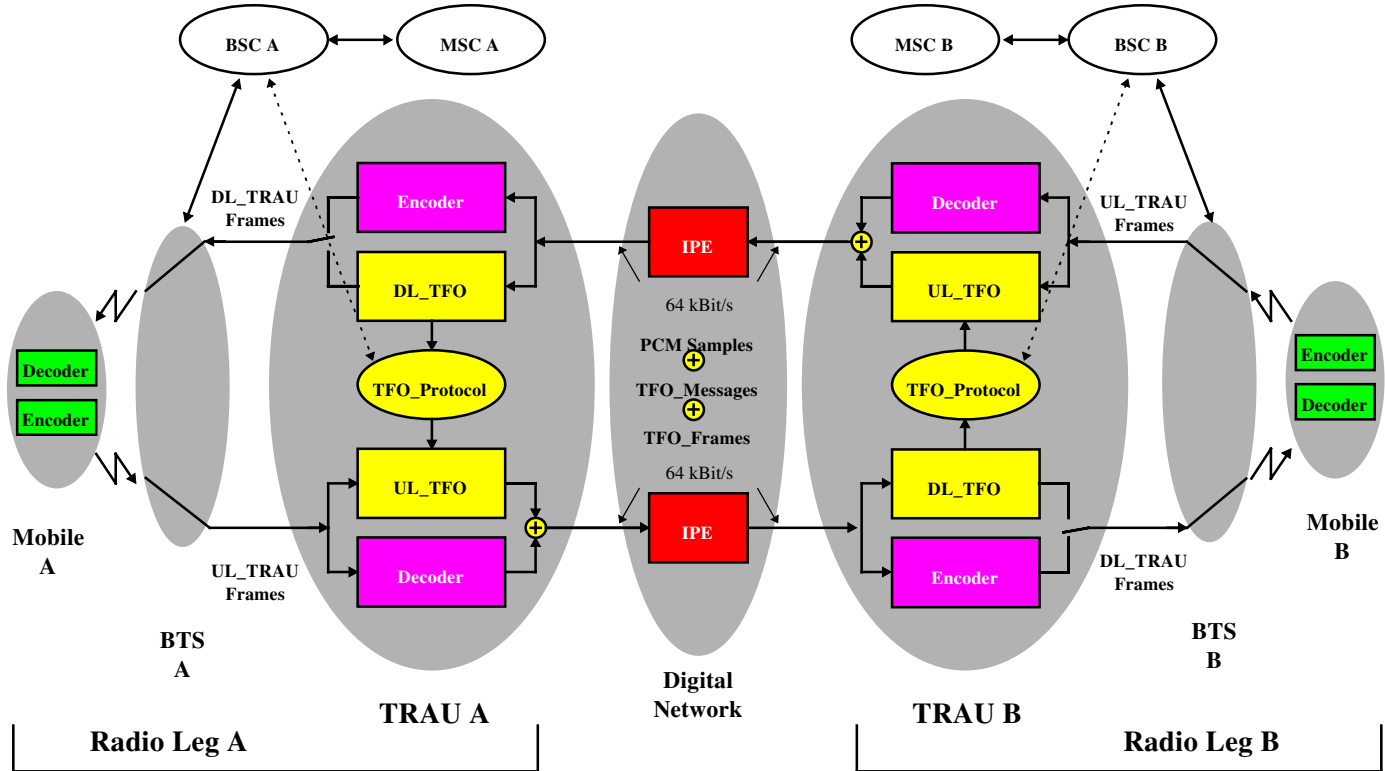 BSC A
MSC A
MSC B
BSC B
DL_TRAU
Frames
Encoder
IPE
Decoder
UL_TRAU
Frames
DL_TFO
64 kBit/s
UL_TFO
PCM Samples
Decoder
Encoder
TFO_Protocol
TFO_Messages
TFO_Protocol
Encoder
Decoder
TFO_Frames
64 kBit/s
UL_TFO
DL_TFO
Mobile
A
IPE
Mobile
B
UL_TRAU
Frames
Decoder
Encoder
DL_TRAU
Frames
BTS
A
BTS
B
Digital
Network
TRAU A
TRAU B
Radio Leg A
Radio Leg B